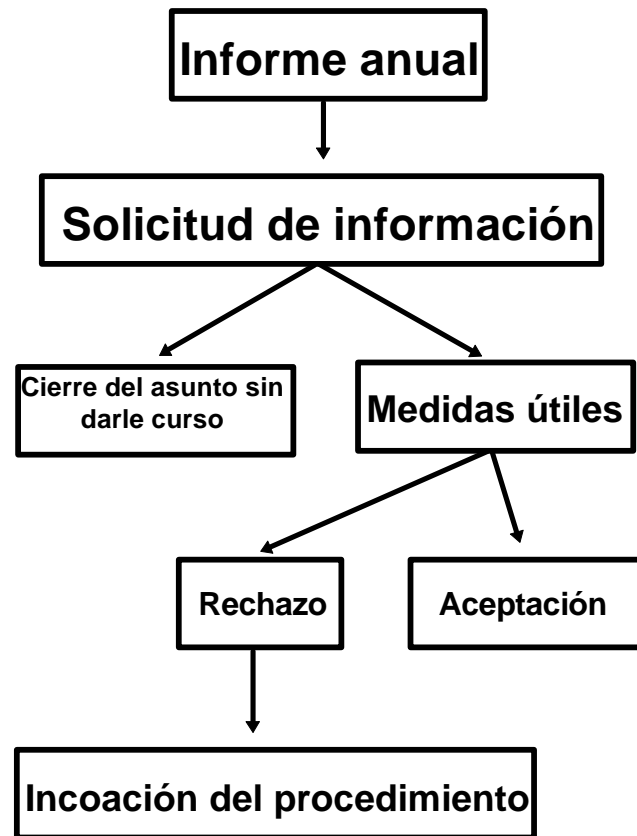 Informe anual
Solicitud de información
Cierre del asunto sin
darle curso
Medidas útiles
Rechazo
Aceptación
Incoación del procedimiento